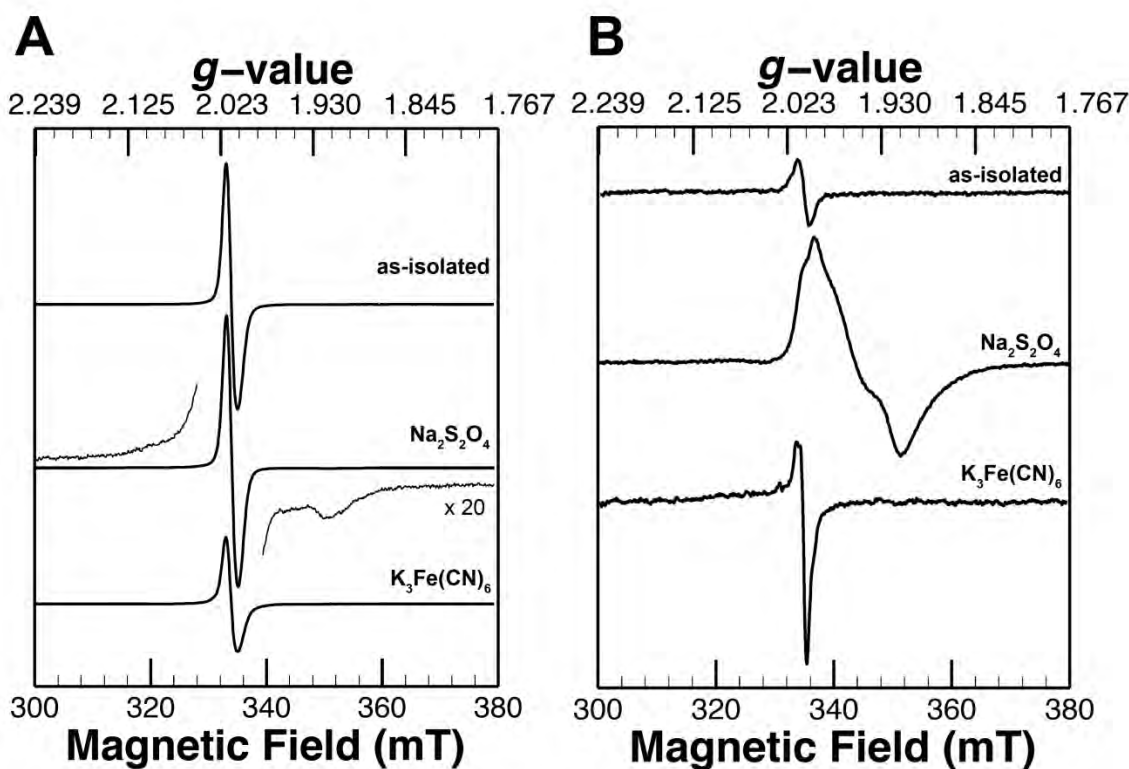 A
g-value
2.239 2.125 2.023 1.930 1.845 1.767
as-isolated
Na₂S₂O₄
x 20
K₃Fe(CN)₆
300 320 340 360 380
Magnetic Field (mT)
B
g-value
2.239 2.125 2.023 1.930 1.845 1.767
as-isolated
Na₂S₂O₄
K₃Fe(CN)₆
300 320 340 360 380
Magnetic Field (mT)